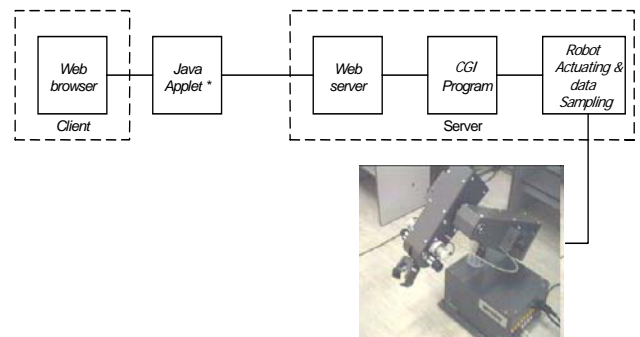 Web
browser
Client
Java
Applet *
Web
server
CGI
Program
Robot
Actuating &
data
Sampling
Server